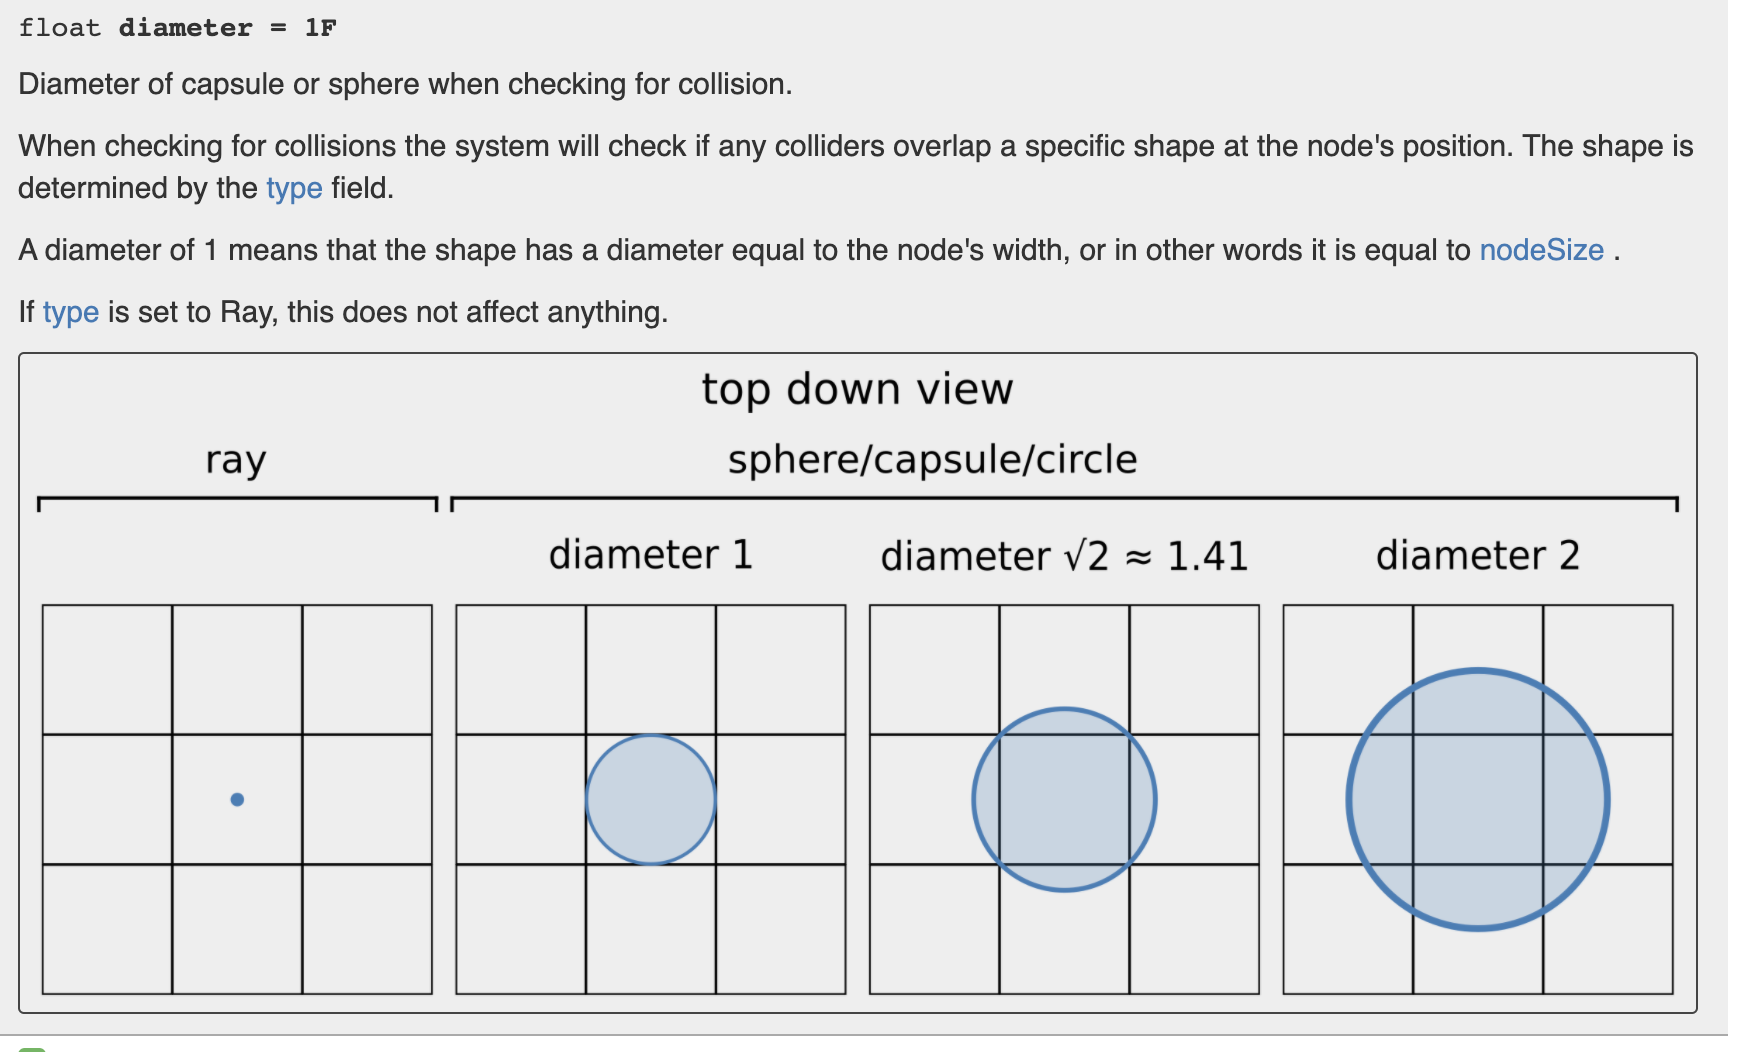 float diameter = 1F
Diameter of capsule or sphere when checking for collision.
When checking for collisions the system will check if any colliders overlap a specific shape at the node's position. The shape is
determined by the type field.
A diameter of 1 means that the shape has a diameter equal to the node's width, or in other words it is equal to nodeSize .
If type is set to Ray, this does not affect anything.
top down view
ray
sphere/capsule/circle
diameter 1
diameter √2 ≈ 1.41
diameter 2